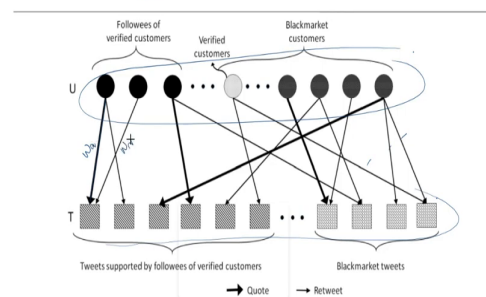 Followees of
verified customers
Verified
customers
Blackmarket
customers
U
T
Tweets supported by followees of verified customers
Blackmarket tweets
Quote
Retweet